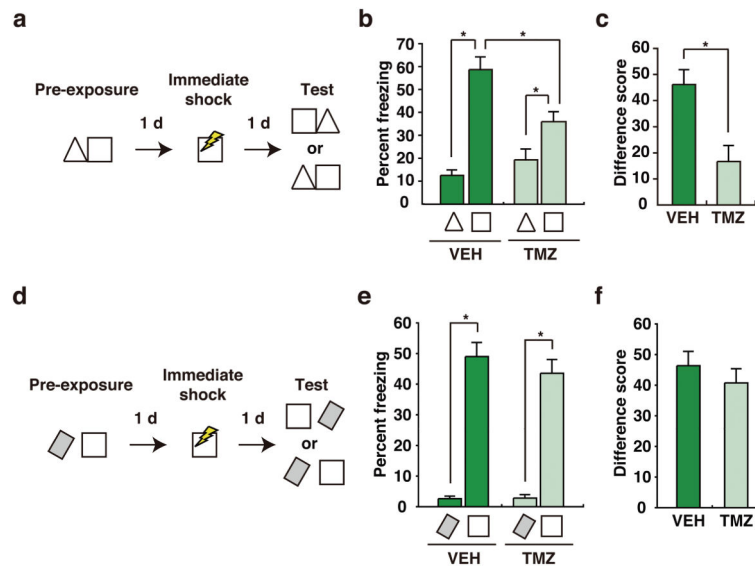 a
Pre-exposure
1 d
Immediate
shock
1 d
Test
or
b
Percent freezing
70
60
50
40
30
20
10
*
*
*
VEH
TMZ
c
Difference score
60
50
40
30
20
10
0
*
VEH
TMZ
d
Pre-exposure
1 d
Immediate
shock
1 d
Test
or
e
Percent freezing
60
50
40
30
20
10
0
*
*
VEH
TMZ
f
Difference score
60
50
40
30
20
10
0
VEH
TMZ